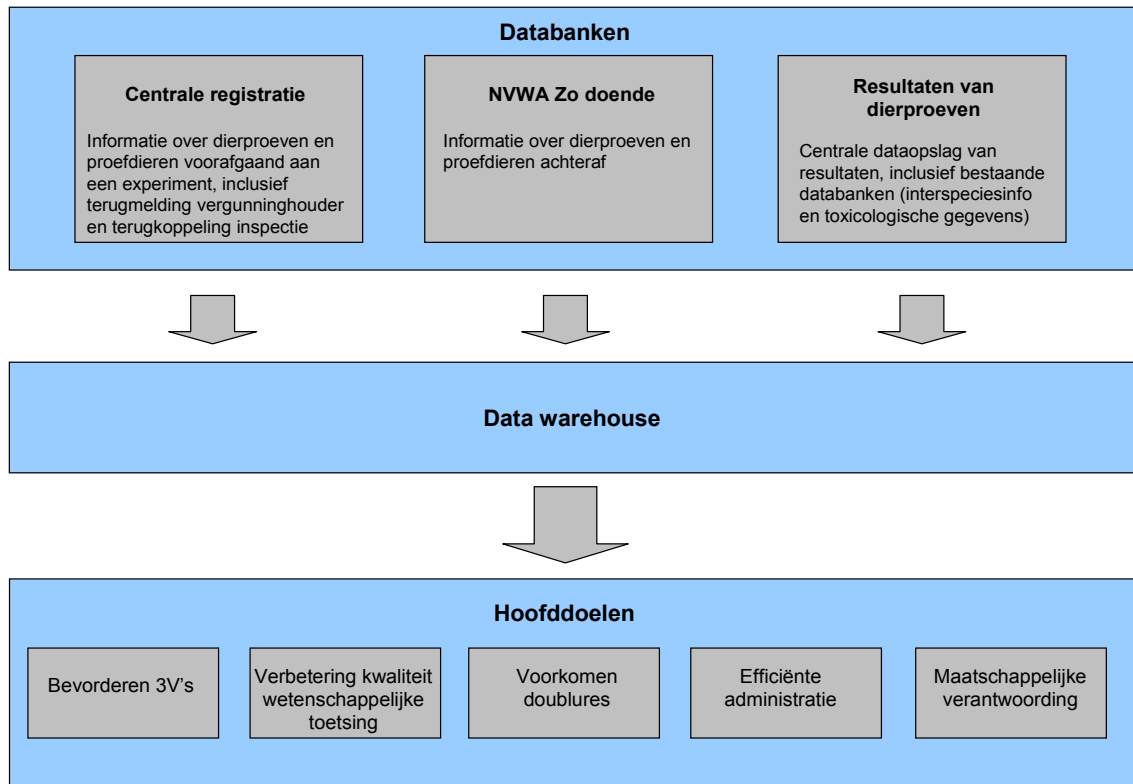 Databanken
Centrale registratie
Informatie over dierproeven en
proefdieren voorafgaand aan
een experiment, inclusief
terugmelding vergunninghouder
en terugkoppeling inspectie
NVWA Zo doende
Informatie over dierproeven en
proefdieren achteraf
Resultaten van
dierproeven
Centrale dataopslag van
resultaten, inclusief bestaande
databanken (interspeciesinfo
en toxicologische gegevens)
Data warehouse
Hoofddoelen
Bevorderen 3V's
Verbetering kwaliteit
wetenschappelijke
toetsing
Voorkomen
doublures
Efficiënte
administratie
Maatschappelijke
verantwoording